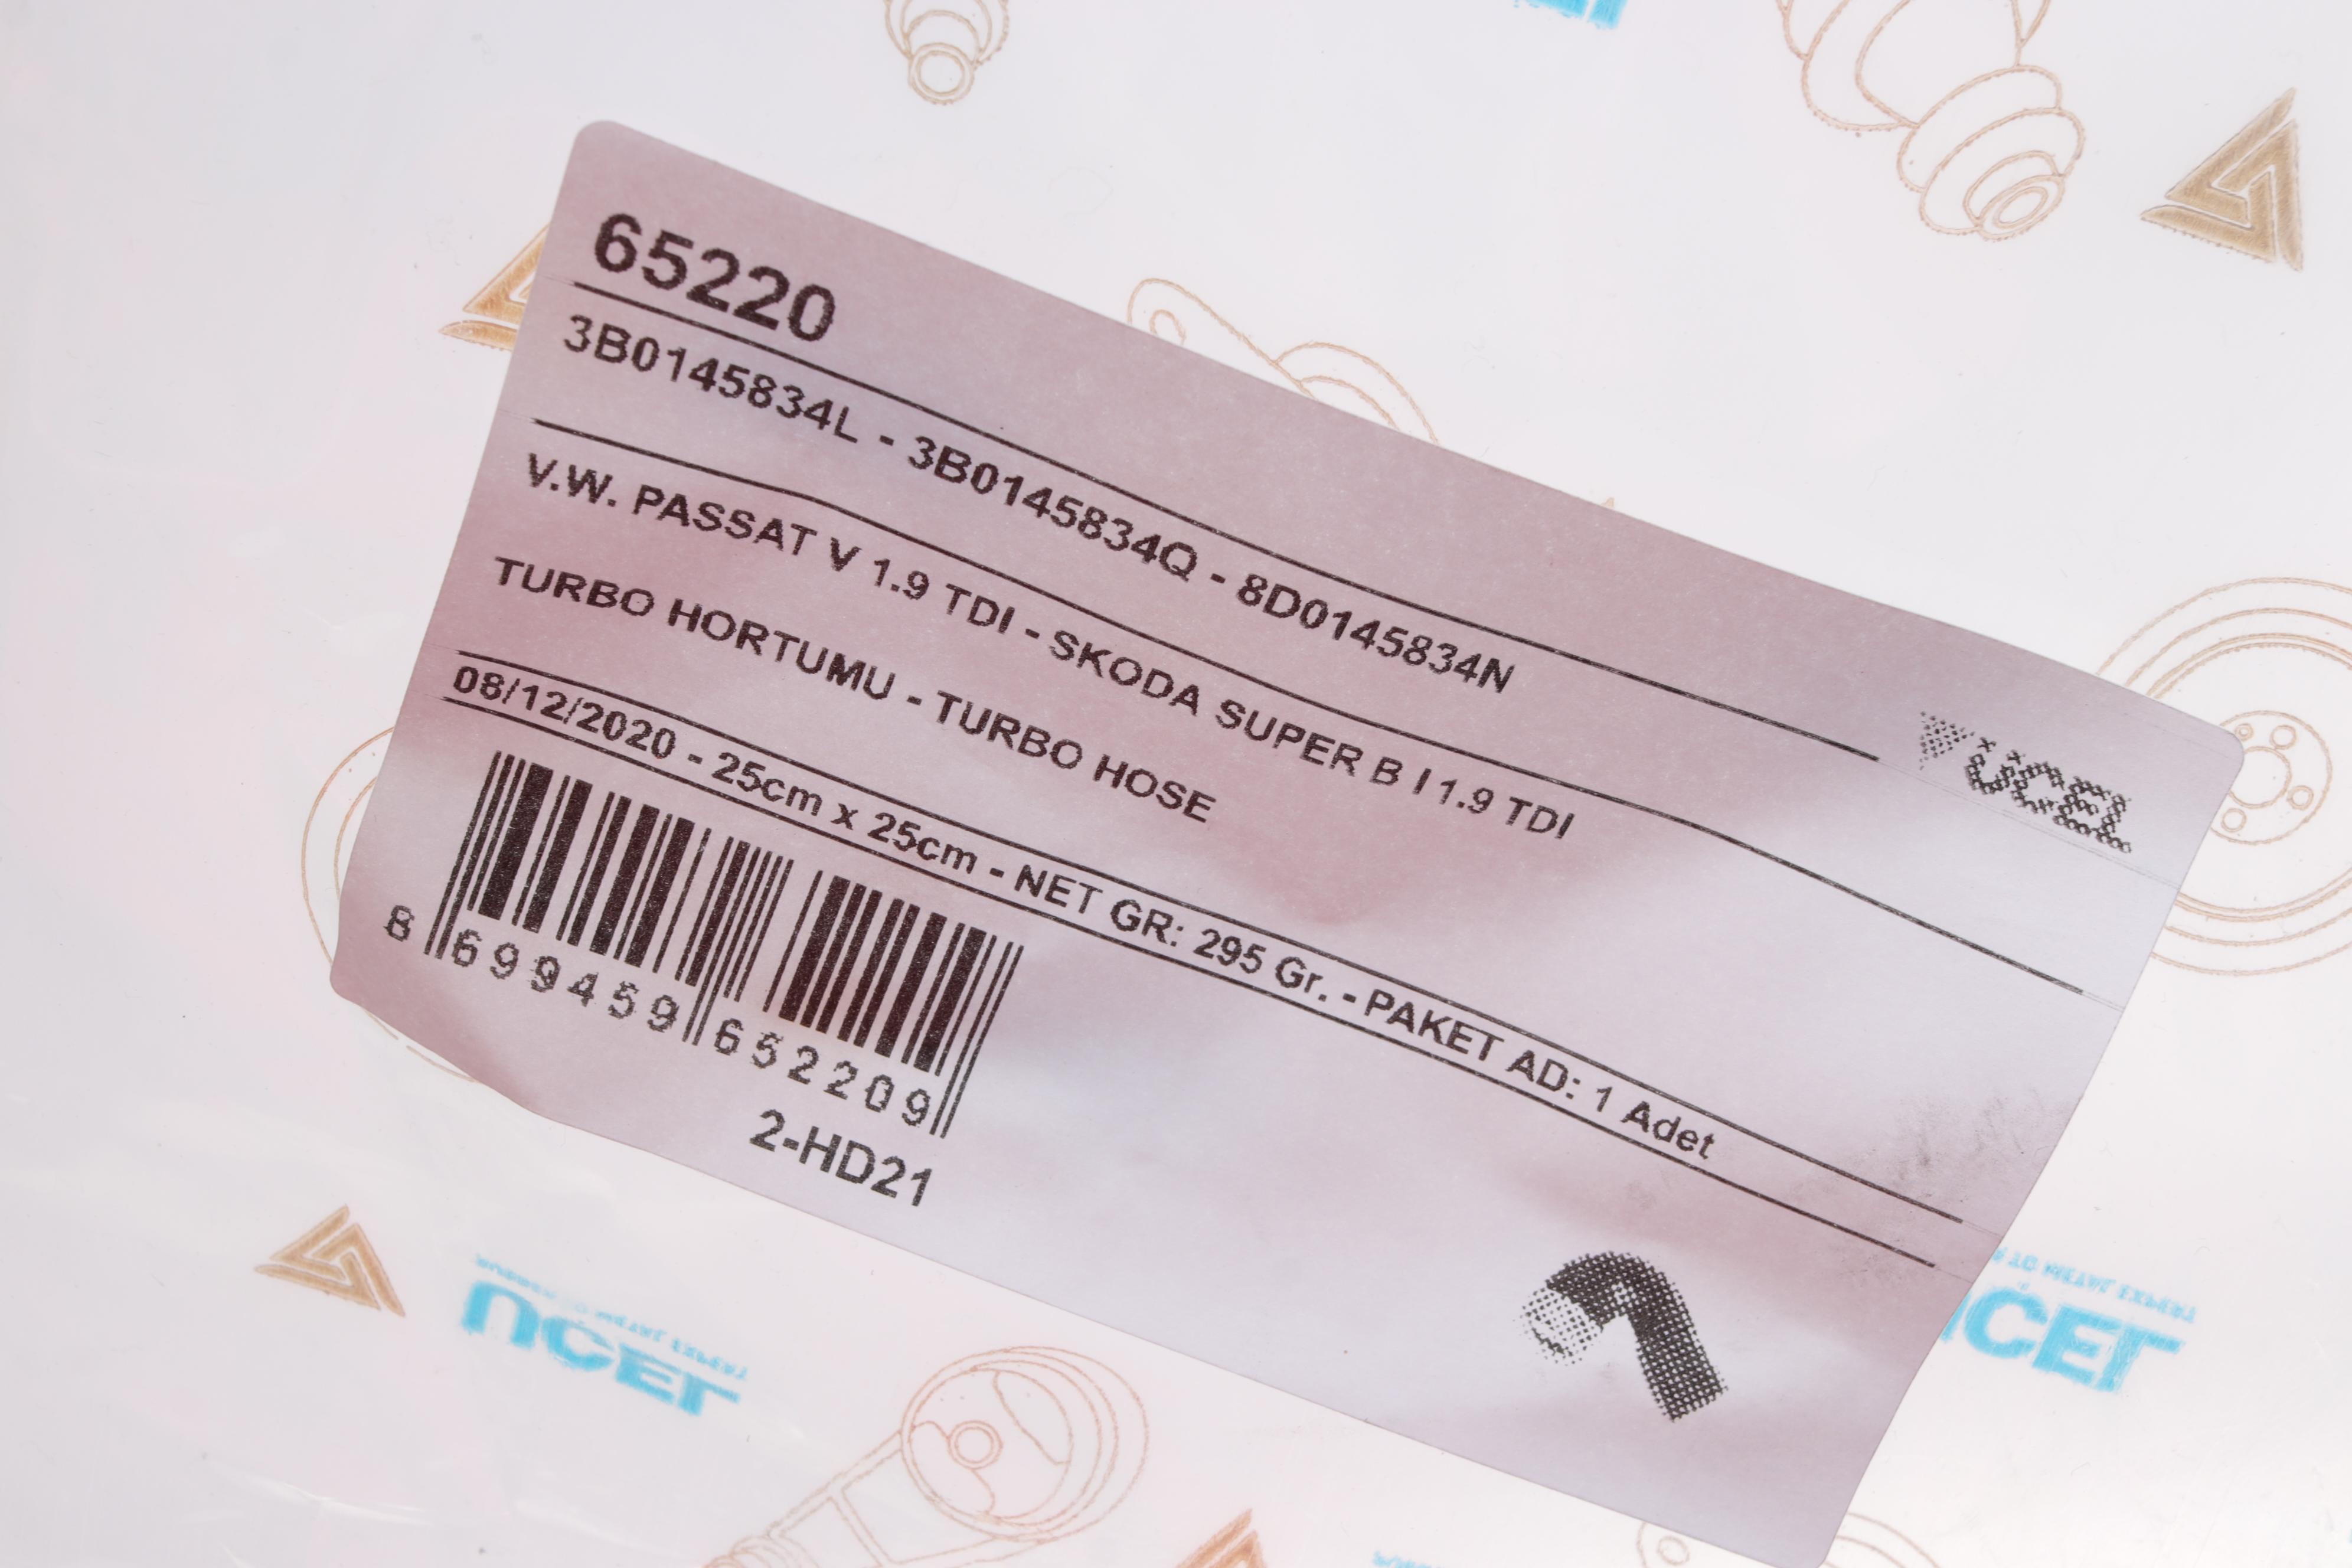 65220
3B0145834L - 3B0145834Q - 8D0145834N
UCEL
V.W. PASSAT V 1.9 TDI - SKODA SUPER B I 1.9 TDI
TURBO HORTUMU - TURBO HOSE
08/12/2020 - 25cm x 25cm - NET GR: 295 Gr. - PAKET AD: 1 Adet
8 699459 652209
2-HD21
UCEL
UCEL